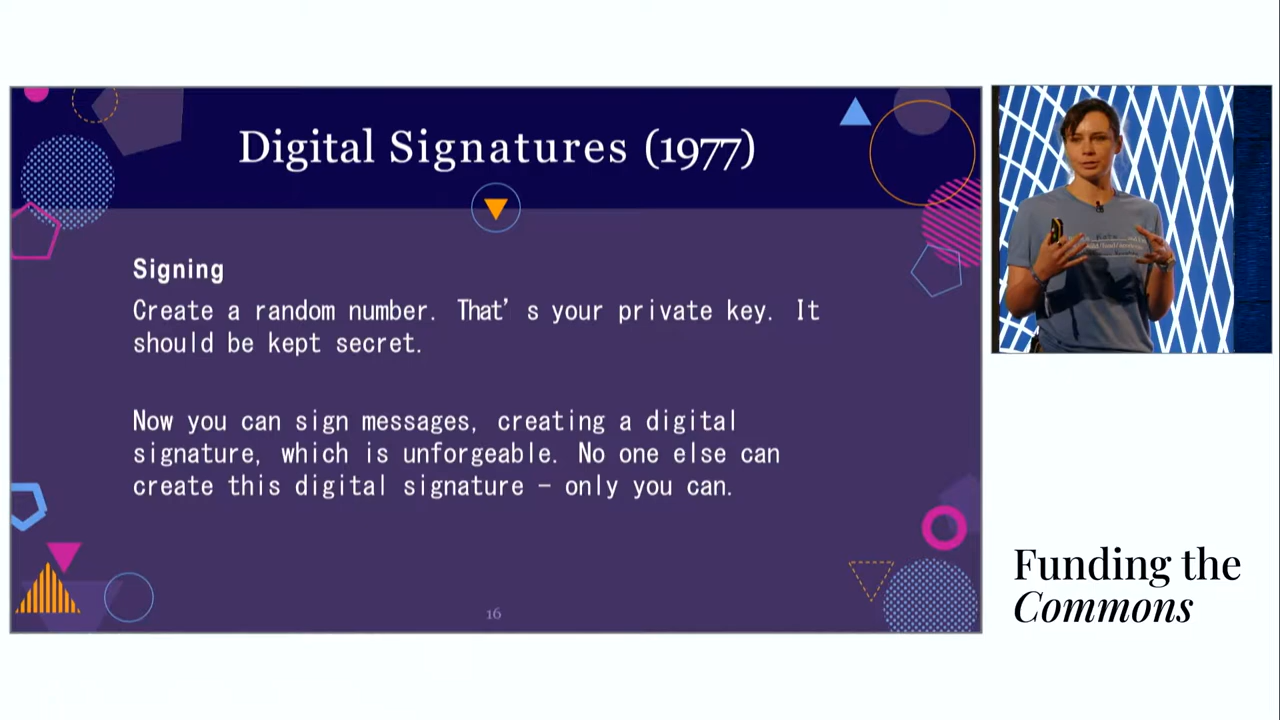 Digital Signatures (1977)
Signing
Create a random number. That's your private key. It
should be kept secret.
Now you can sign messages, creating a digital
signature, which is unforgeable. No one else can
create this digital signature – only you can.
16
Funding the
Commons